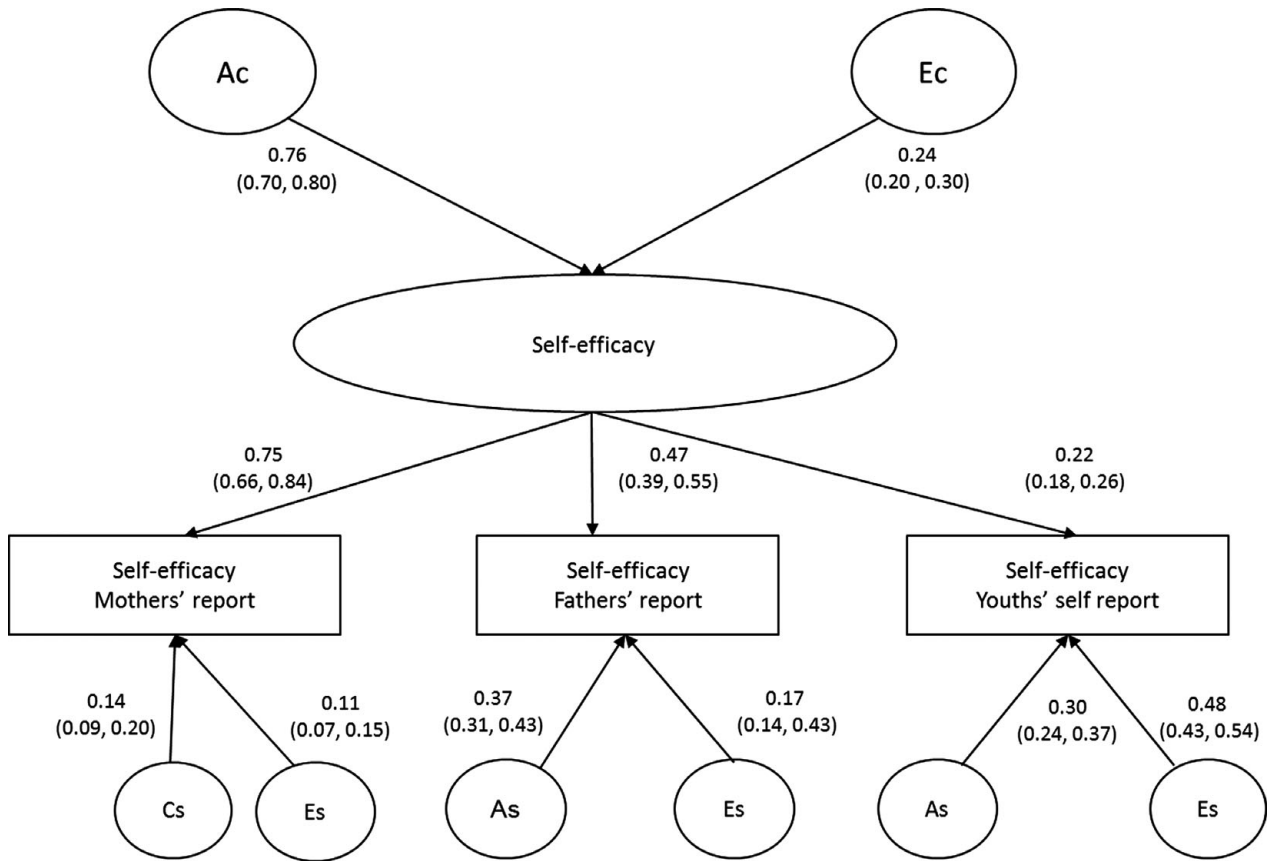 Ac
Ec
0.76
(0.70, 0.80)
0.24
(0.20 , 0.30)
Self-efficacy
0.75
(0.66, 0.84)
0.47
(0.39, 0.55)
0.22
(0.18, 0.26)
Self-efficacy
Mothers’ report
Self-efficacy
Fathers’ report
Self-efficacy
Youths’ self report
0.14
(0.09, 0.20)
0.11
(0.07, 0.15)
0.37
(0.31, 0.43)
0.17
(0.14, 0.43)
0.30
(0.24, 0.37)
0.48
(0.43, 0.54)
Cs
Es
As
Es
As
Es